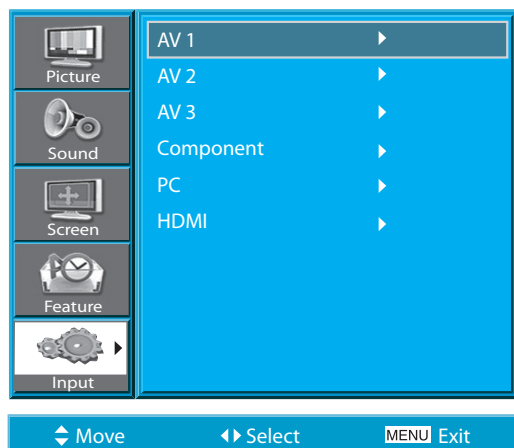 Picture
Sound
Screen
Feature
Input
AV 1
AV 2
AV 3
Component
PC
HDMI
Move Select MENU Exit